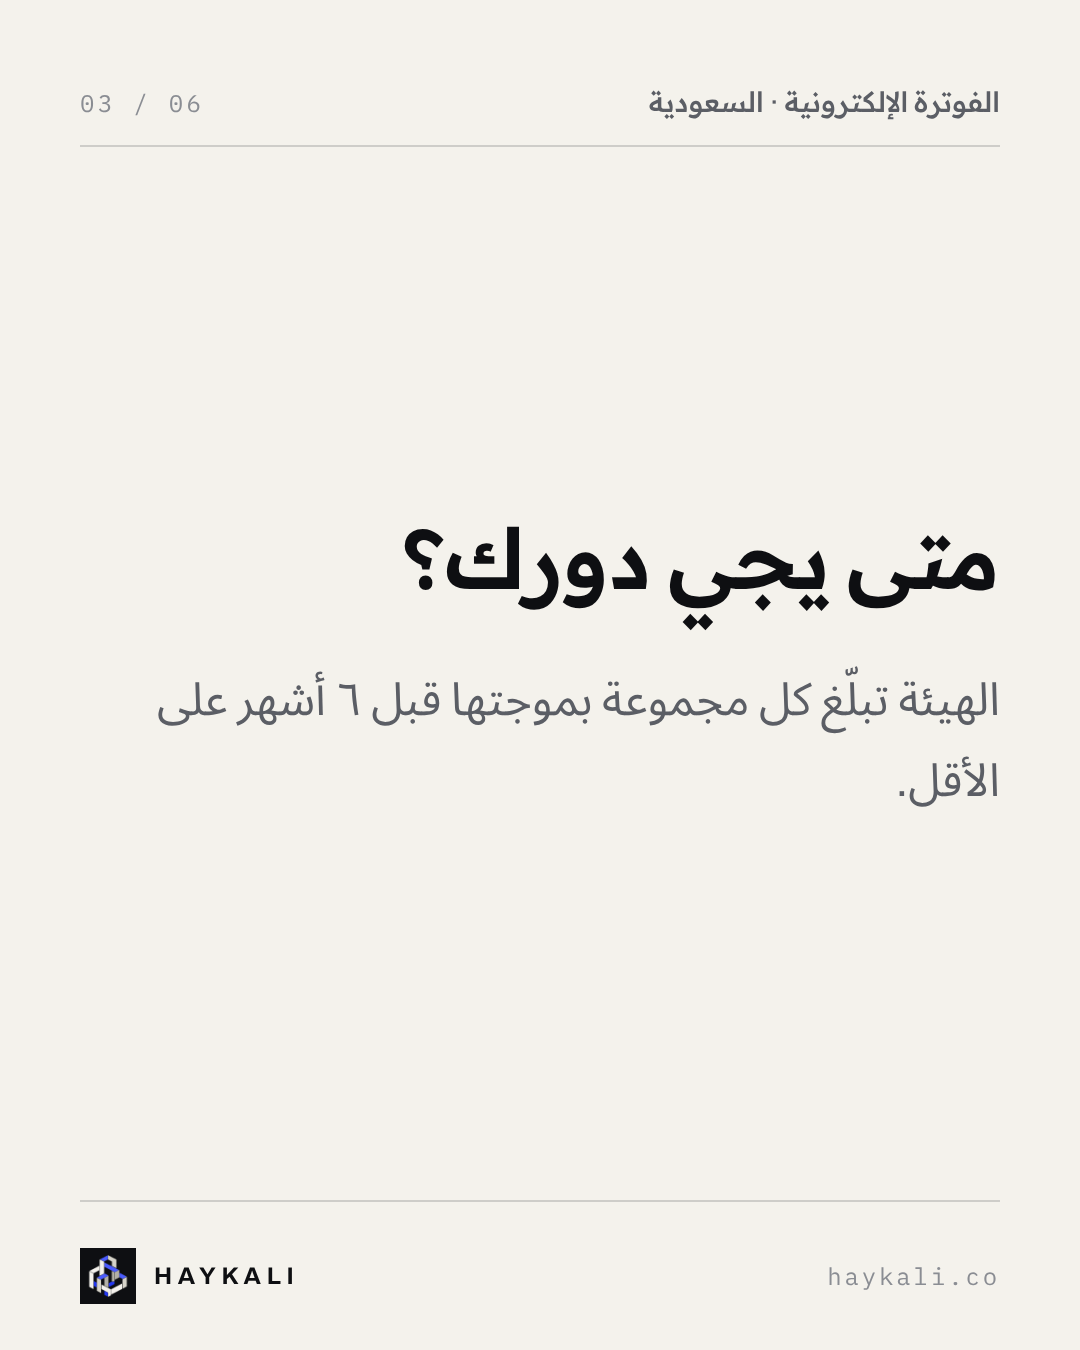 الفوترة الإلكترونية · السعودية
03 / 06
متى يجي دورك؟
الهيئة تبلّغ كل مجموعة بموجتها قبل ٦ أشهر على
الأقل.
HAYKALI
haykali.co